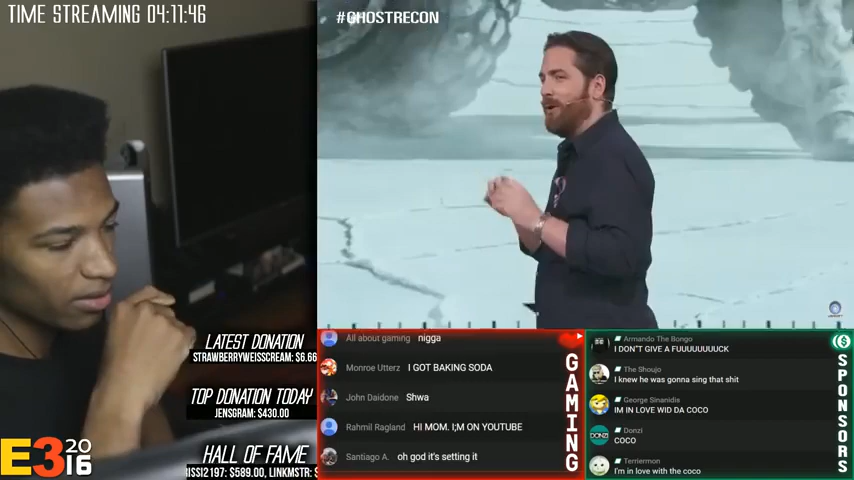 TIME STREAMING 04:11:46
#GHOSTRECON
LATEST DONATION
STRAWBERRYWEISSCREAM: $6.66
TOP DONATION TODAY
JENSGRAM: $430.00
HALL OF FAME
ISSI2197: $589.00, LINKMSTR: $
E3 2016
All about gaming nigga
Monroe Utterz I GOT BAKING SODA
John Daidone Shwa
Rahmil Ragland HI MOM. I;M ON YOUTUBE
Santiago A. oh god it's setting it
GAMING
Armando The Bongo
I DON'T GIVE A FUUUUUUUUCK
The Shoujo
I knew he was gonna sing that shit
George Sinanidis
IM IN LOVE WID DA COCO
DONZI
Donzi
COCO
Terriermon
I'm in love with the coco
SPONSORS